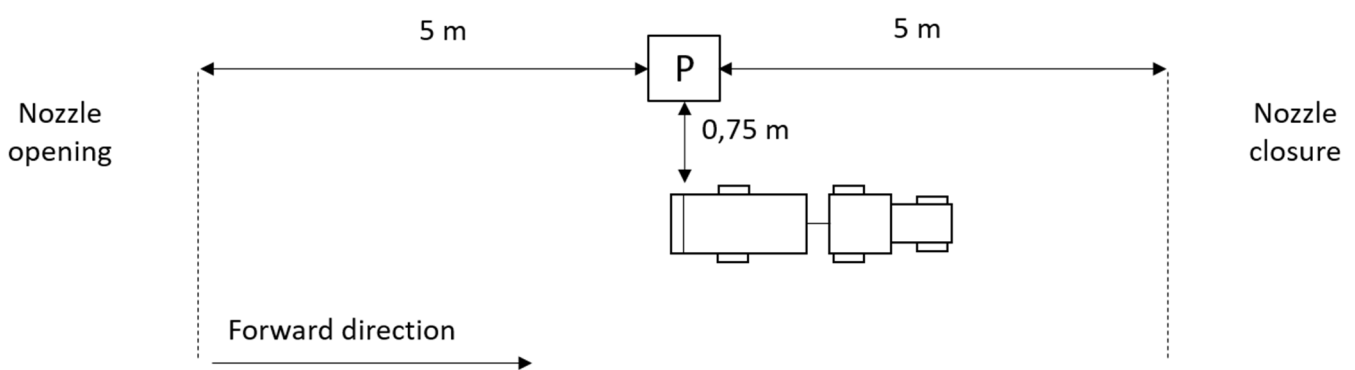 5 m
5 m
P
Nozzle
opening
0,75 m
Nozzle
closure
Forward direction